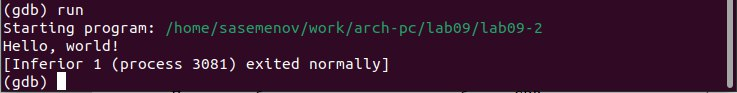 (gdb) run
Starting program: /home/sasemenov/work/arch-pc/lab09/lab09-2
Hello, world!
[Inferior 1 (process 3081) exited normally]
(gdb)